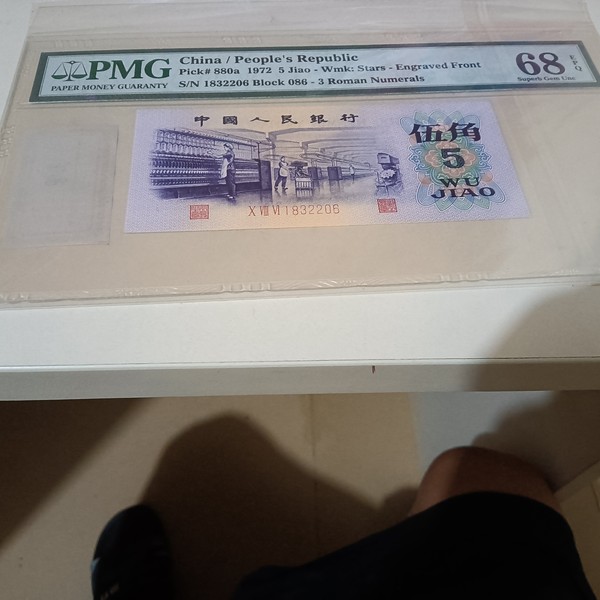 PMG
PAPER MONEY GUARANTY
China / People's Republic
Pick# 880a 1972 5 Jiao - Wmk: Stars - Engraved Front
S/N 1832206 Block 086 - 3 Roman Numerals
68 EPQ
Superb Gem Unc
中國人民銀行
伍角
5
WU
JIAO
X VIII VI 1832206